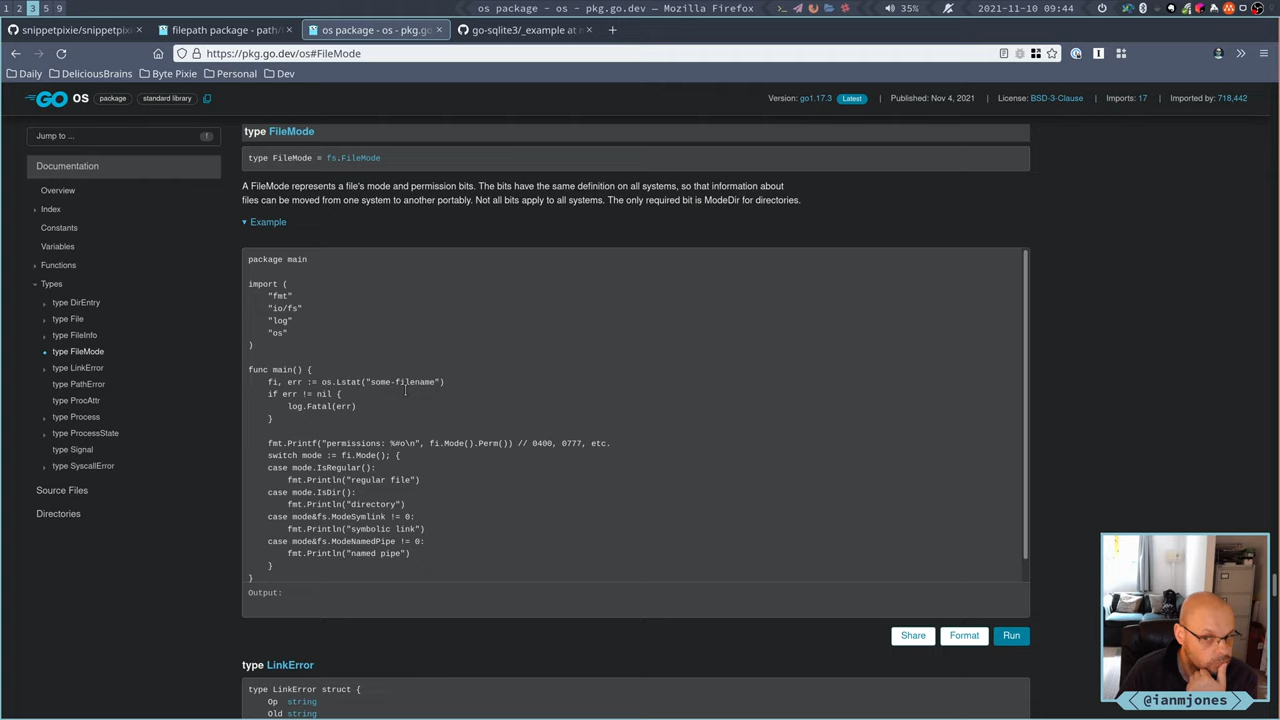 1 2 3 5 9
os package - os - pkg.go.dev — Mozilla Firefox
35%
2021-11-10 09:44
snippetpixie/snippetpixi
filepath package - path/
os package - os - pkg.go
go-sqlite3/_example at m
https://pkg.go.dev/os#FileMode
Daily
DeliciousBrains
Byte Pixie
Personal
Dev
GO os package standard library
Version: go1.17.3 Latest | Published: Nov 4, 2021 | License: BSD-3-Clause | Imports: 17 | Imported by: 718,442
Jump to ... f
Documentation
Overview
Index
Constants
Variables
Functions
Types
type DirEntry
type File
type FileInfo
type FileMode
type LinkError
type PathError
type ProcAttr
type Process
type ProcessState
type Signal
type SyscallError
Source Files
Directories
type FileMode
type FileMode = fs.FileMode
A FileMode represents a file's mode and permission bits. The bits have the same definition on all systems, so that information about
files can be moved from one system to another portably. Not all bits apply to all systems. The only required bit is ModeDir for directories.
Example
package main
import (
"fmt"
"io/fs"
"log"
"os"
)
func main() {
fi, err := os.Lstat("some-filename")
if err != nil {
log.Fatal(err)
}
fmt.Printf("permissions: %#o\n", fi.Mode().Perm()) // 0400, 0777, etc.
switch mode := fi.Mode(); {
case mode.IsRegular():
fmt.Println("regular file")
case mode.IsDir():
fmt.Println("directory")
case mode&fs.ModeSymlink != 0:
fmt.Println("symbolic link")
case mode&fs.ModeNamedPipe != 0:
fmt.Println("named pipe")
}
}
Output:
Share
Format
Run
type LinkError
type LinkError struct {
Op string
Old string
@ianmjones